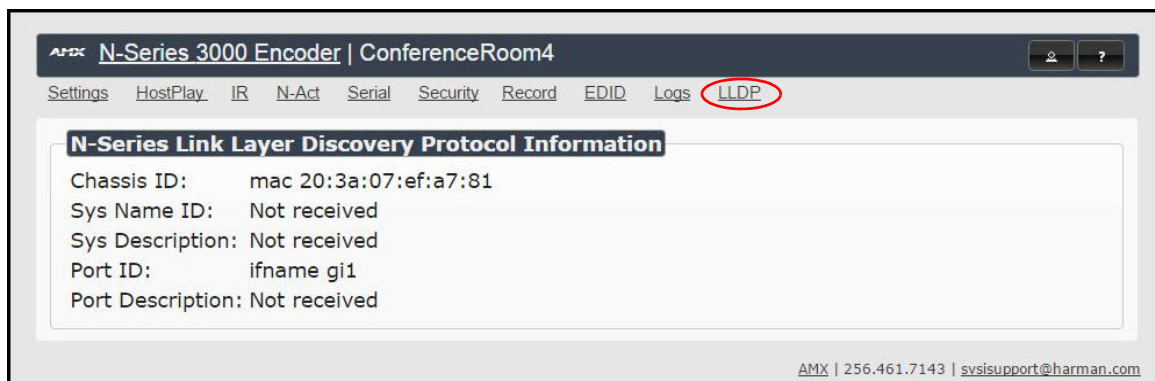 AMX N-Series 3000 Encoder | ConferenceRoom4 ?
Settings HostPlay IR N-Act Serial Security Record EDID Logs LLDP
N-Series Link Layer Discovery Protocol Information
Chassis ID: mac 20:3a:07:ef:a7:81
Sys Name ID: Not received
Sys Description: Not received
Port ID: ifname gi1
Port Description: Not received
AMX | 256.461.7143 | svsisupport@harman.com